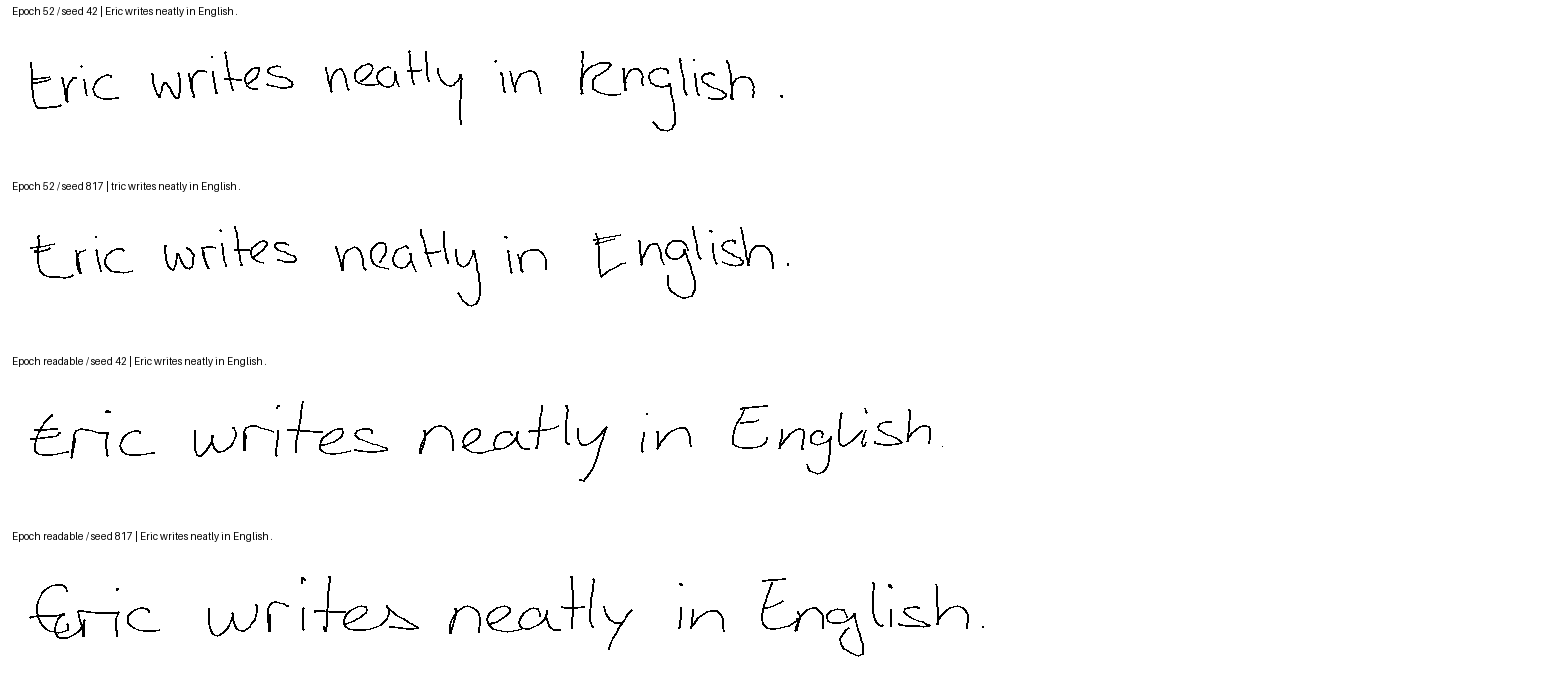 Epoch 52 / seed 42 | Eric writes neatly in English .
Eric writes neatly in English .
Epoch 52 / seed 817 | tric writes neatly in English .
Eric writes neatly in English .
Epoch readable / seed 42 | Eric writes neatly in English .
Eric writes neatly in English .
Epoch readable / seed 817 | Eric writes neatly in English .
Eric writes neatly in English .